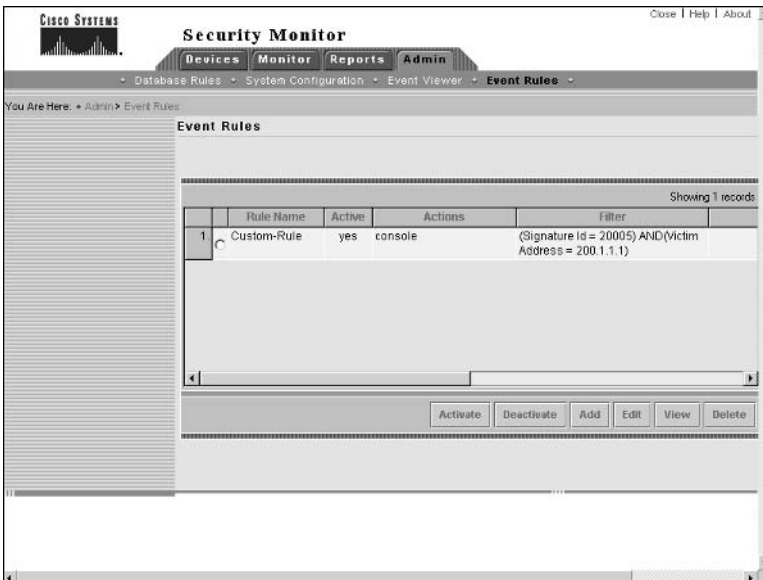 CISCO SYSTEMS
Close | Help | About
Security Monitor
Devices Monitor Reports Admin
Database Rules System Configuration Event Viewer Event Rules
You Are Here: Admin > Event Rules
Event Rules
Showing 1 records
Rule Name Active Actions Filter
1. Custom-Rule yes console (Signature Id = 20005) AND(Victim
Address = 200.1.1.1)
Activate Deactivate Add Edit View Delete